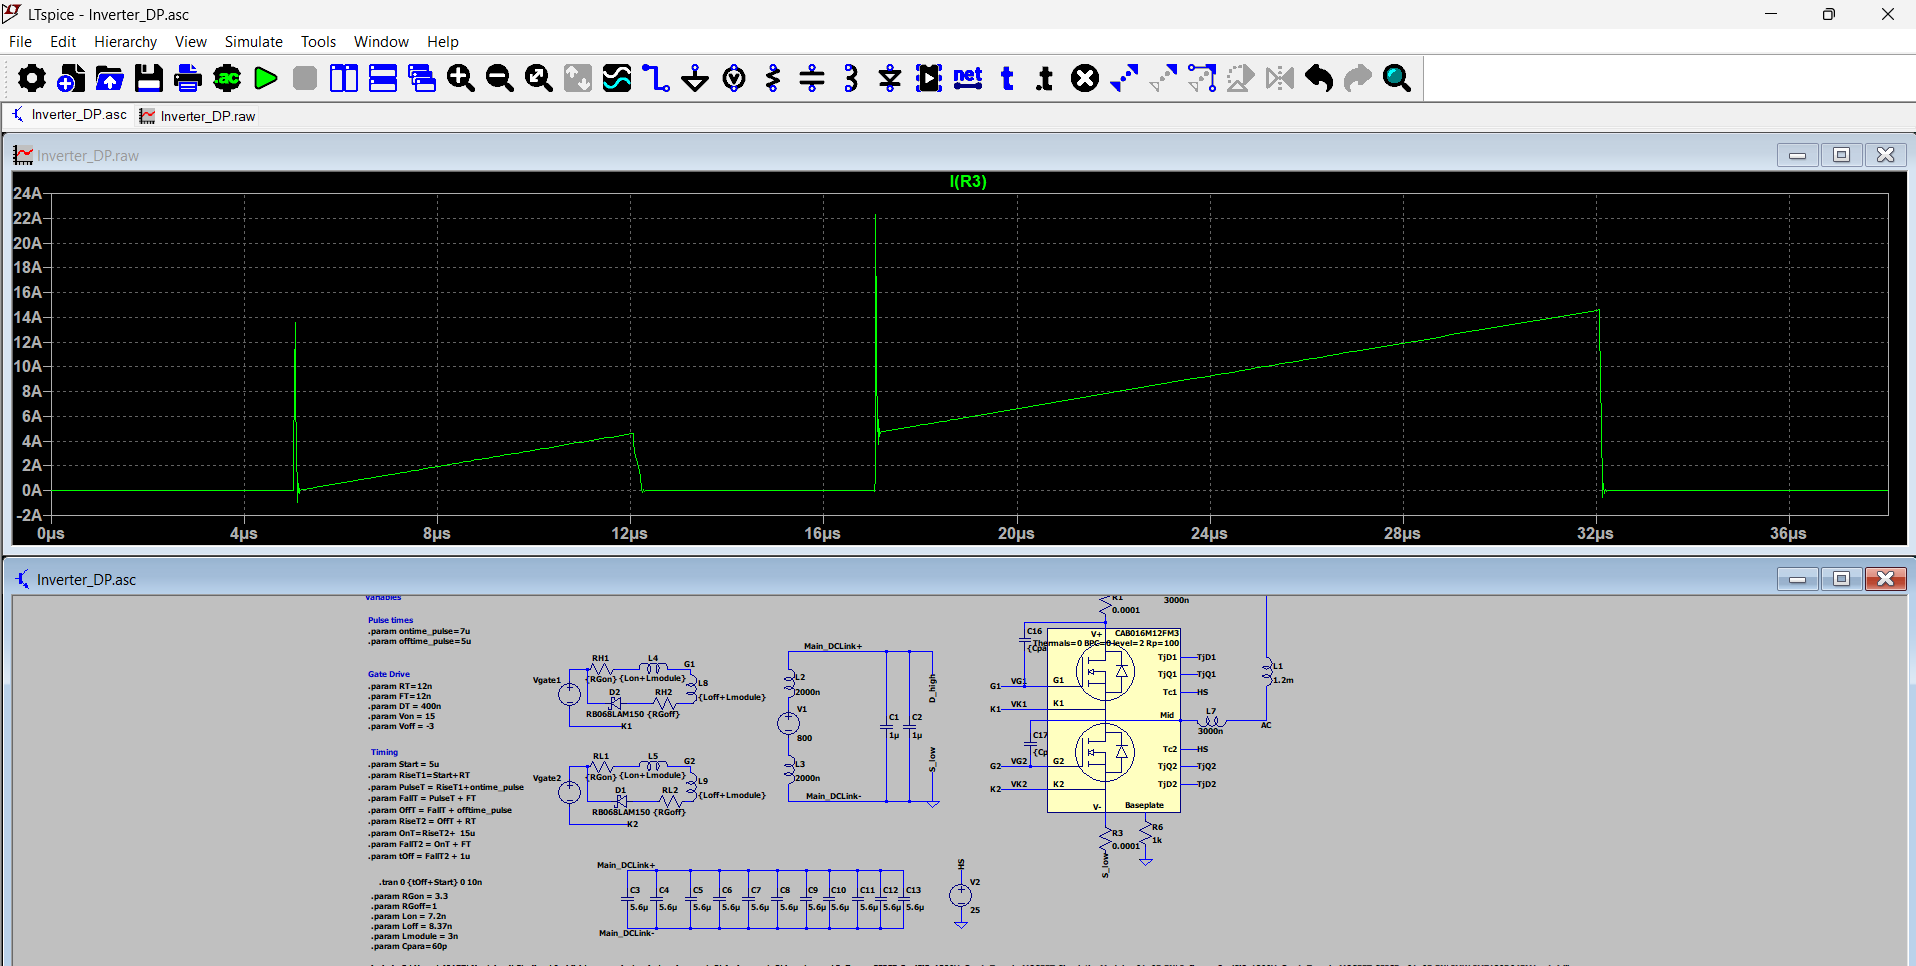 LTspice - Inverter_DP.asc
File Edit Hierarchy View Simulate Tools Window Help
.ac net t .t
Inverter_DP.asc Inverter_DP.raw
Inverter_DP.raw
I(R3)
24A
22A
20A
18A
16A
14A
12A
10A
8A
6A
4A
2A
0A
-2A
0µs 4µs 8µs 12µs 16µs 20µs 24µs 28µs 32µs 36µs
Inverter_DP.asc
Variables
Pulse times
.param ontime_pulse=7u
.param offtime_pulse=5u
Gate Drive
.param RT=12n
.param FT=12n
.param DT = 400n
.param Von = 15
.param Voff = -3
Timing
.param Start = 5u
.param RiseT1=Start+RT
.param PulseT = RiseT1+ontime_pulse
.param FallT = PulseT + FT
.param OffT = FallT + offtime_pulse
.param RiseT2 = OffT + RT
.param OnT=RiseT2+ 15u
.param FallT2 = OnT + FT
.param tOff = FallT2 + 1u
.tran 0 {tOff+Start} 0 10n
.param RGon = 3.3
.param RGoff=1
.param Lon = 7.2n
.param Loff = 8.37n
.param Lmodule = 3n
.param Cpara=60p
RH1 L4 G1
Vgate1 {RGon} {Lon+Lmodule} L8
D2 RH2 {Loff+Lmodule}
RB068LAM150 {RGoff}
K1
RL1 L5 G2
Vgate2 {RGon} {Lon+Lmodule} L9
D1 RL2 {Loff+Lmodule}
RB068LAM150 {RGoff}
K2
Main_DCLink+
L2
2000n
V1
800
L3
2000n
Main_DCLink-
C1
1µ
C2
1µ
D_high
S_low
Main_DCLink+
C3 C4 C5 C6 C7 C8 C9 C10 C11 C12 C13
5.6µ 5.6µ 5.6µ 5.6µ 5.6µ 5.6µ 5.6µ 5.6µ 5.6µ 5.6µ 5.6µ
Main_DCLink-
HS
V2
25
R1
0.0001
3000n
C16
{Cpa
V+ CAB016M12FM3
Thermals=0 BPC=0 level=2 Rp=100
TjD1 TjD1
TjQ1 TjQ1
Tc1 HS
G1 VG1 G1
K1 VK1 K1
Mid
L7
3000n
AC
L1
1.2m
C17
{Cp
Tc2 HS
G2 VG2 G2
TjQ2 TjQ2
K2 VK2 K2
TjD2 TjD2
V- Baseplate
R3
0.0001
R6
1k
S_low